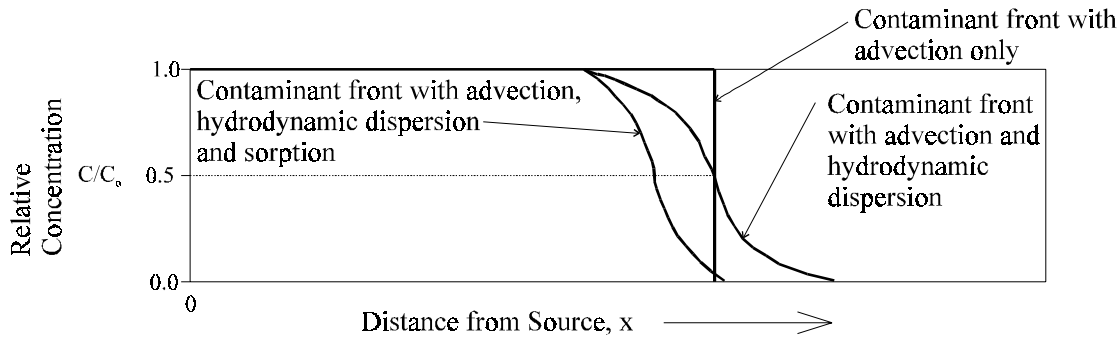 Contaminant front with
advection only
1.0
Contaminant front with advection,
hydrodynamic dispersion
and sorption
Contaminant front
with advection and
hydrodynamic
dispersion
Relative
Concentration
C/Cₒ
0.5
0.0
0
Distance from Source, x